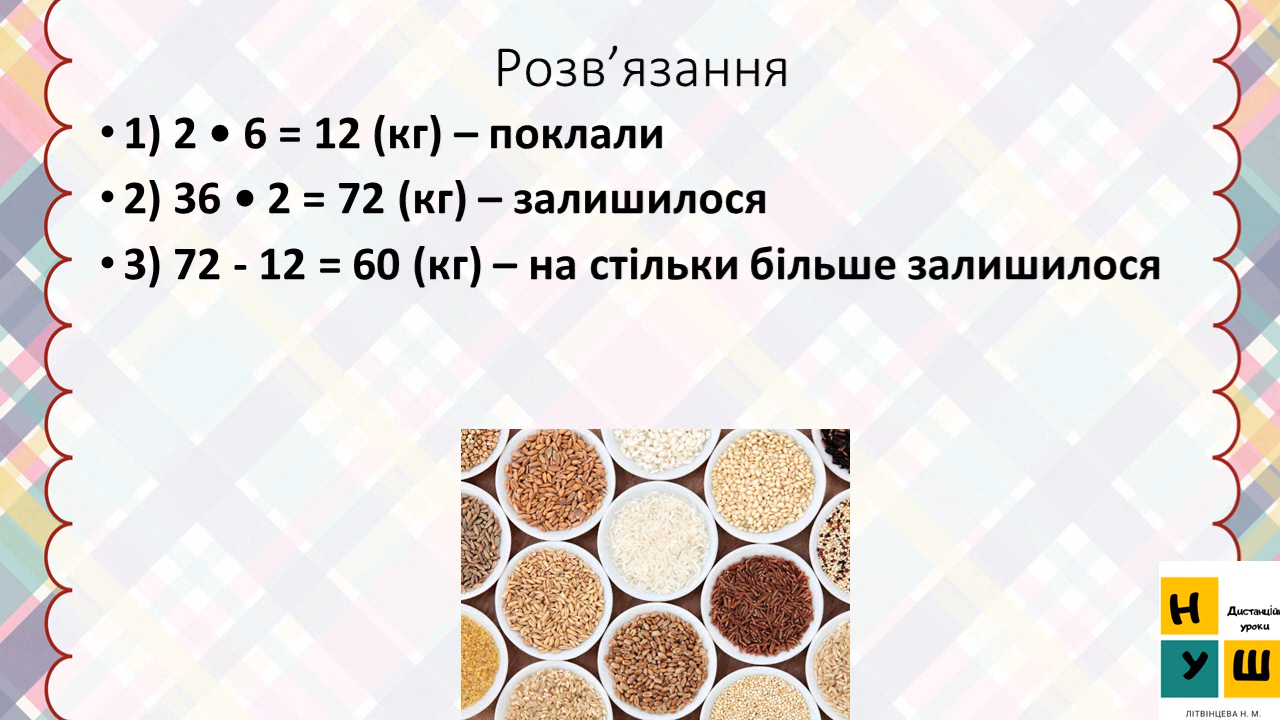 Розв’язання
• 1) 2 • 6 = 12 (кг) – поклали
• 2) 36 • 2 = 72 (кг) – залишилося
• 3) 72 - 12 = 60 (кг) – на стільки більше залишилося
Н
Дистанцій
уроки
У Ш
ЛІТВІНЦЕВА Н. М.